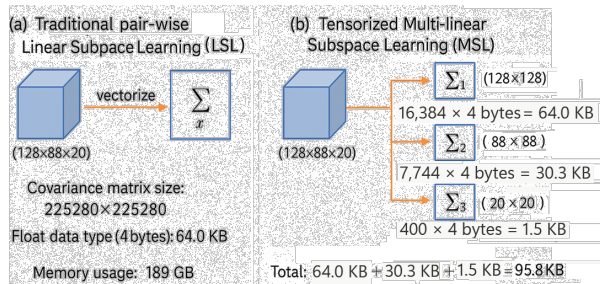 (a) Traditional pair-wise
Linear Subspace Learning (LSL)
vectorize
Σ
x
(128×88×20)
Covariance matrix size:
225280×225280
Float data type (4 bytes): 64.0 KB
Memory usage: 189 GB
(b) Tensorized Multi-linear
Subspace Learning (MSL)
(128×88×20)
Σ₁ (128×128)
16,384 × 4 bytes = 64.0 KB
Σ₂ (88×88)
7,744 × 4 bytes = 30.3 KB
Σ₃ (20×20)
400 × 4 bytes = 1.5 KB
Total: 64.0 KB + 30.3 KB + 1.5 KB = 95.8 KB